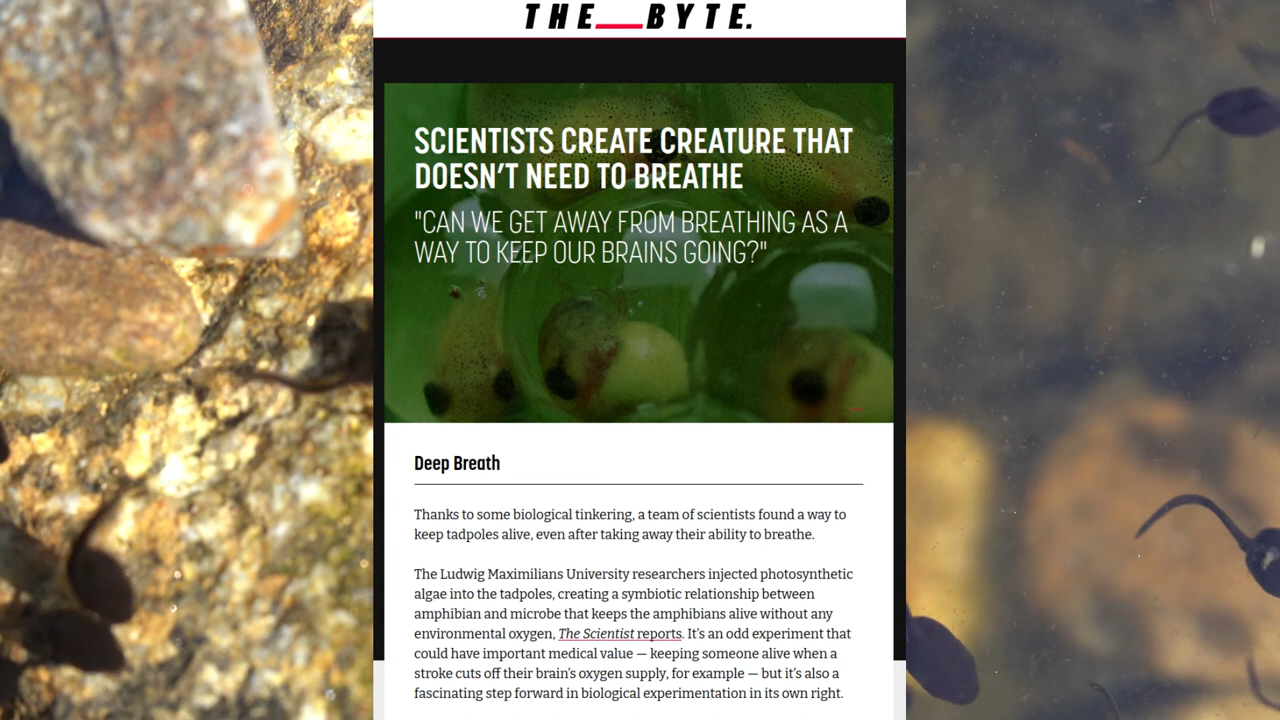 THE__BYTE.
SCIENTISTS CREATE CREATURE THAT
DOESN'T NEED TO BREATHE
"CAN WE GET AWAY FROM BREATHING AS A
WAY TO KEEP OUR BRAINS GOING?"
Deep Breath
Thanks to some biological tinkering, a team of scientists found a way to
keep tadpoles alive, even after taking away their ability to breathe.
The Ludwig Maximilians University researchers injected photosynthetic
algae into the tadpoles, creating a symbiotic relationship between
amphibian and microbe that keeps the amphibians alive without any
environmental oxygen, The Scientist reports. It's an odd experiment that
could have important medical value — keeping someone alive when a
stroke cuts off their brain's oxygen supply, for example — but it's also a
fascinating step forward in biological experimentation in its own right.